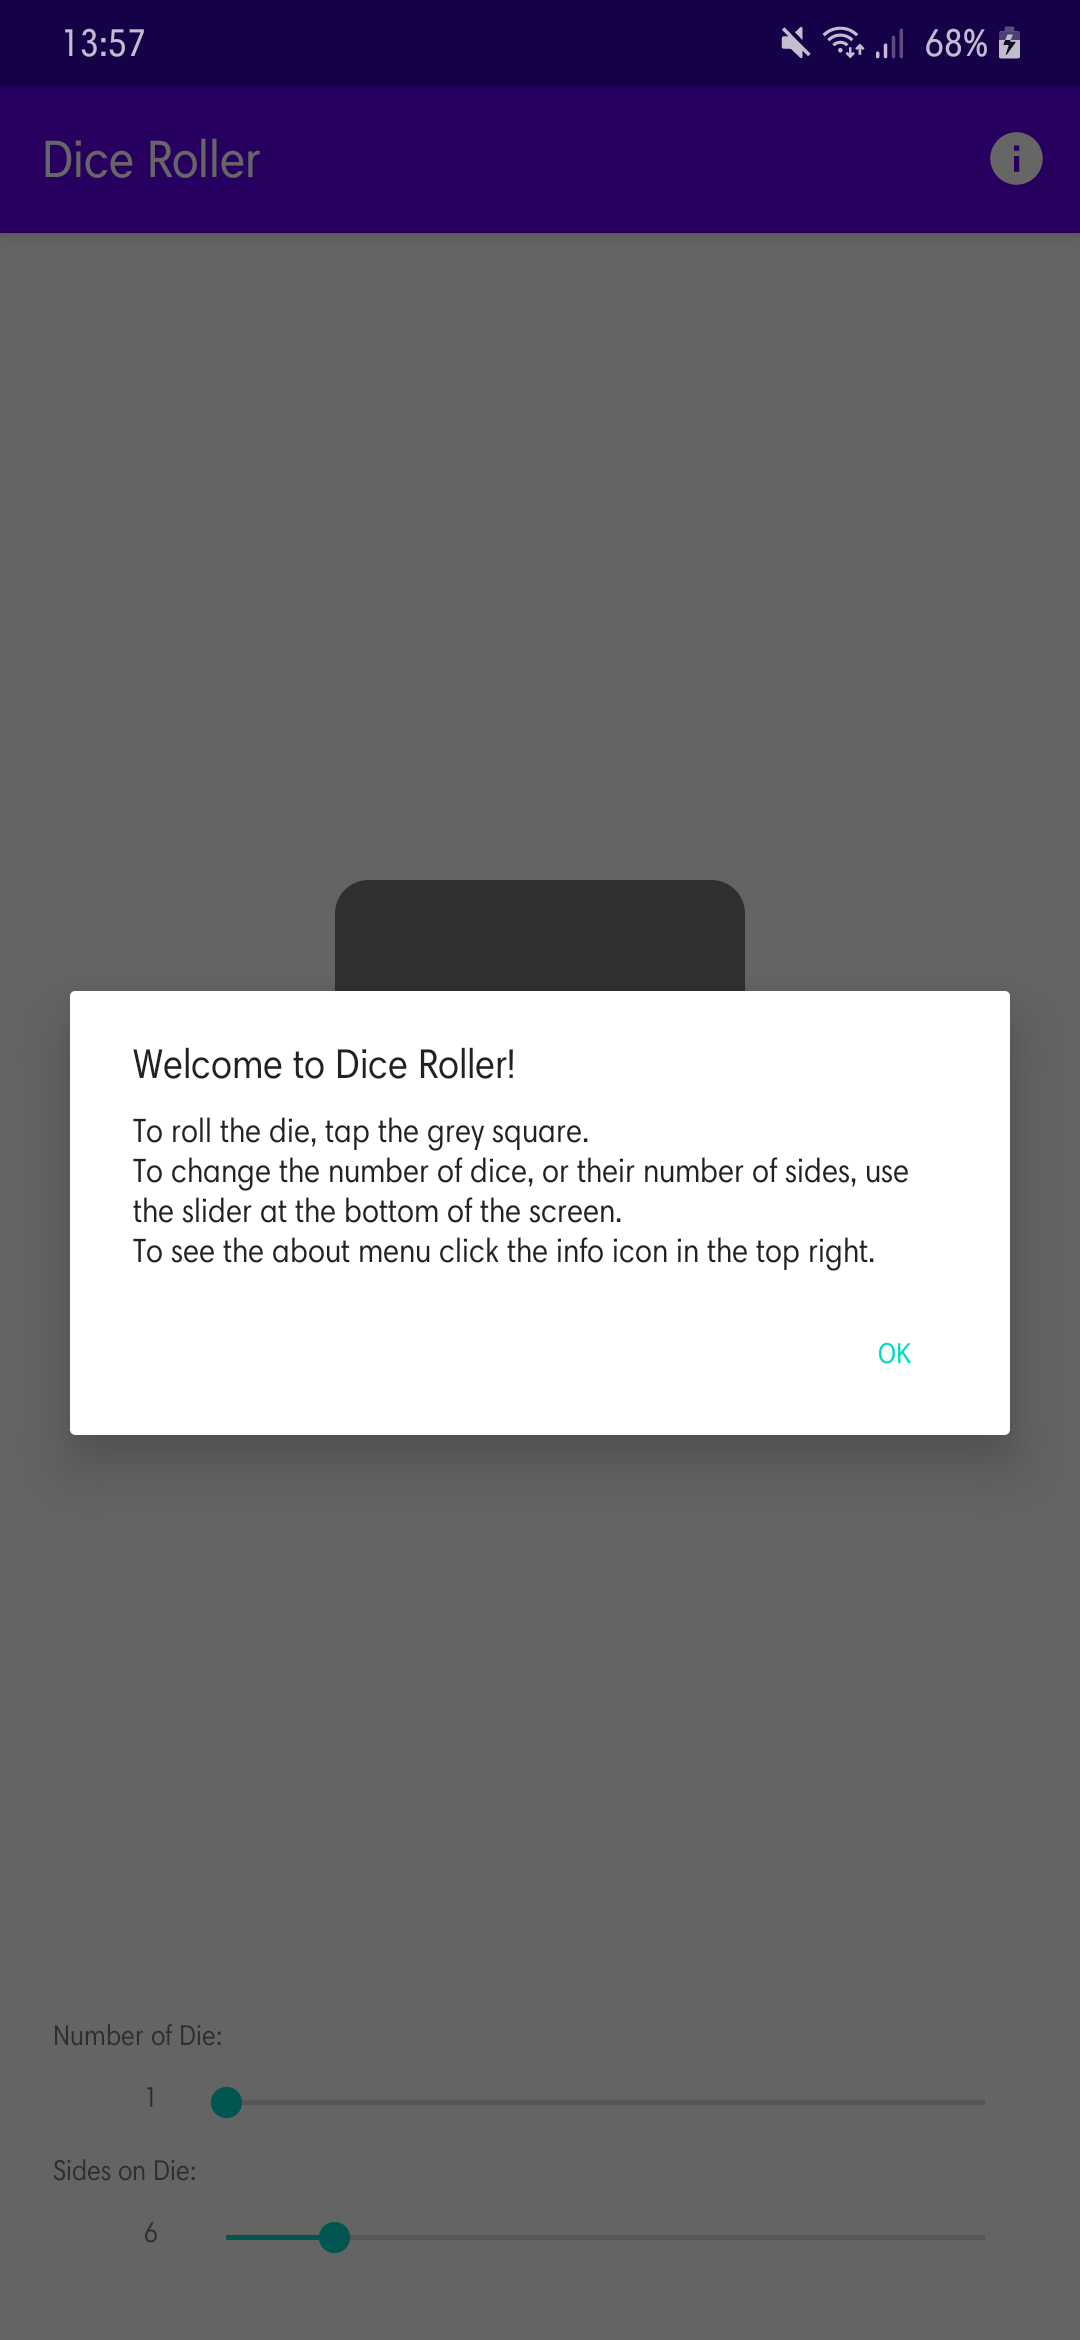 13:57
68%
Dice Roller
Welcome to Dice Roller!
To roll the die, tap the grey square.
To change the number of dice, or their number of sides, use
the slider at the bottom of the screen.
To see the about menu click the info icon in the top right.
OK
Number of Die:
1
Sides on Die:
6